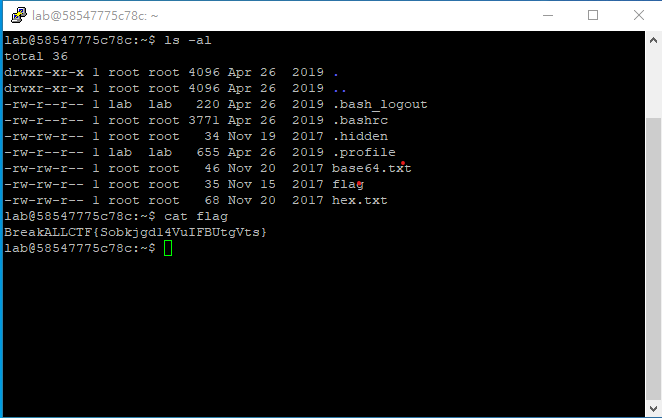 lab@58547775c78c: ~
lab@58547775c78c:~$ ls -al
total 36
drwxr-xr-x 1 root root 4096 Apr 26  2019 .
drwxr-xr-x 1 root root 4096 Apr 26  2019 ..
-rw-r--r-- 1 lab  lab   220 Apr 26  2019 .bash_logout
-rw-r--r-- 1 root root 3771 Apr 26  2019 .bashrc
-rw-rw-r-- 1 root root   34 Nov 19  2017 .hidden
-rw-r--r-- 1 lab  lab   655 Apr 26  2019 .profile
-rw-rw-r-- 1 root root   46 Nov 20  2017 base64.txt
-rw-rw-r-- 1 root root   35 Nov 15  2017 flag
-rw-rw-r-- 1 root root   68 Nov 20  2017 hex.txt
lab@58547775c78c:~$ cat flag
BreakALLCTF{Sobkjgdl4VuIFBUtgVts}
lab@58547775c78c:~$